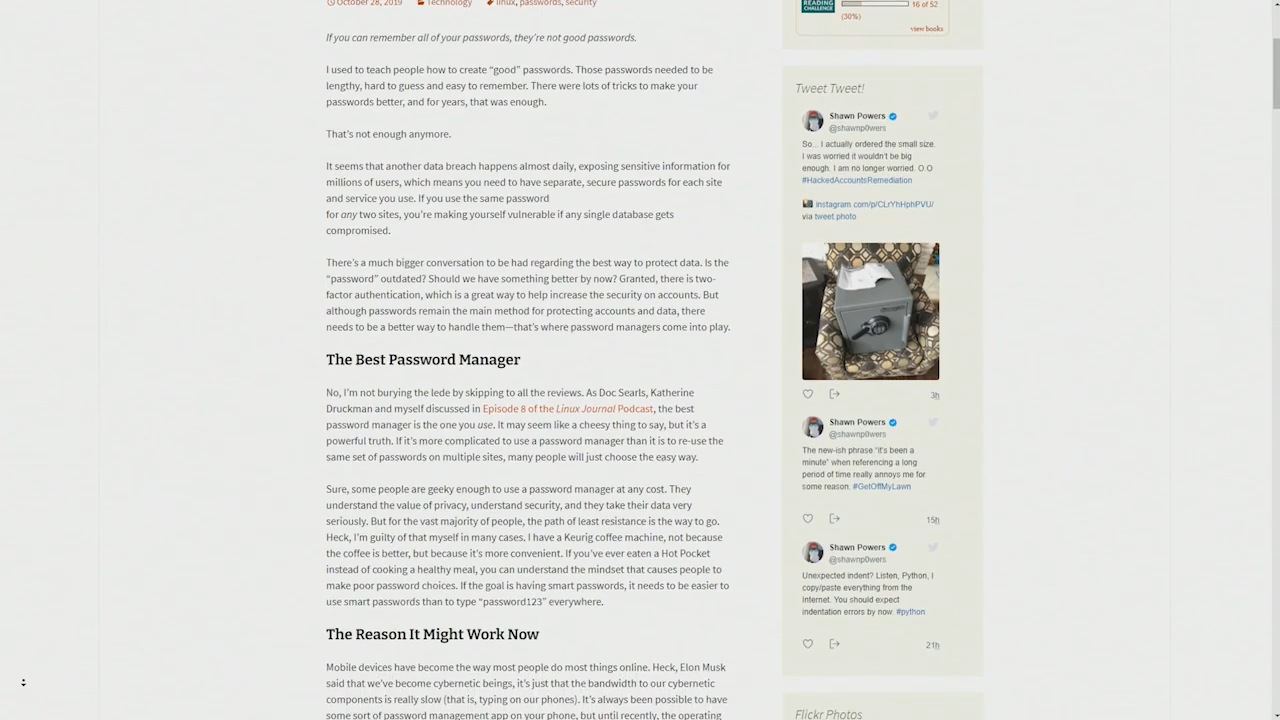 October 28, 2019 Technology linux, passwords, security
If you can remember all of your passwords, they're not good passwords.
I used to teach people how to create “good” passwords. Those passwords needed to be
lengthy, hard to guess and easy to remember. There were lots of tricks to make your
passwords better, and for years, that was enough.
That's not enough anymore.
It seems that another data breach happens almost daily, exposing sensitive information for
millions of users, which means you need to have separate, secure passwords for each site
and service you use. If you use the same password
for any two sites, you're making yourself vulnerable if any single database gets
compromised.
There's a much bigger conversation to be had regarding the best way to protect data. Is the
“password” outdated? Should we have something better by now? Granted, there is two-
factor authentication, which is a great way to help increase the security on accounts. But
although passwords remain the main method for protecting accounts and data, there
needs to be a better way to handle them—that's where password managers come into play.
The Best Password Manager
No, I'm not burying the lede by skipping to all the reviews. As Doc Searls, Katherine
Druckman and myself discussed in Episode 8 of the Linux Journal Podcast, the best
password manager is the one you use. It may seem like a cheesy thing to say, but it's a
powerful truth. If it's more complicated to use a password manager than it is to re-use the
same set of passwords on multiple sites, many people will just choose the easy way.
Sure, some people are geeky enough to use a password manager at any cost. They
understand the value of privacy, understand security, and they take their data very
seriously. But for the vast majority of people, the path of least resistance is the way to go.
Heck, I'm guilty of that myself in many cases. I have a Keurig coffee machine, not because
the coffee is better, but because it's more convenient. If you've ever eaten a Hot Pocket
instead of cooking a healthy meal, you can understand the mindset that causes people to
make poor password choices. If the goal is having smart passwords, it needs to be easier to
use smart passwords than to type “password123” everywhere.
The Reason It Might Work Now
Mobile devices have become the way most people do most things online. Heck, Elon Musk
said that we've become cybernetic beings, it's just that the bandwidth to our cybernetic
components is really slow (that is, typing on our phones). It's always been possible to have
some sort of password management app on your phone, but until recently, the operating
READING
CHALLENGE
16 of 52
(30%)
view books
Tweet Tweet!
Shawn Powers
@shawnp0wers
So... I actually ordered the small size.
I was worried it wouldn't be big
enough. I am no longer worried. O O
#HackedAccountsRemediation
instagram.com/p/CLrYhHphPVU/
via tweet.photo
3h
Shawn Powers
@shawnp0wers
The new-ish phrase “it's been a
minute” when referencing a long
period of time really annoys me for
some reason. #GetOffMyLawn
15h
Shawn Powers
@shawnp0wers
Unexpected indent? Listen, Python, I
copy/paste everything from the
Internet. You should expect
indentation errors by now. #python
21h
Flickr Photos